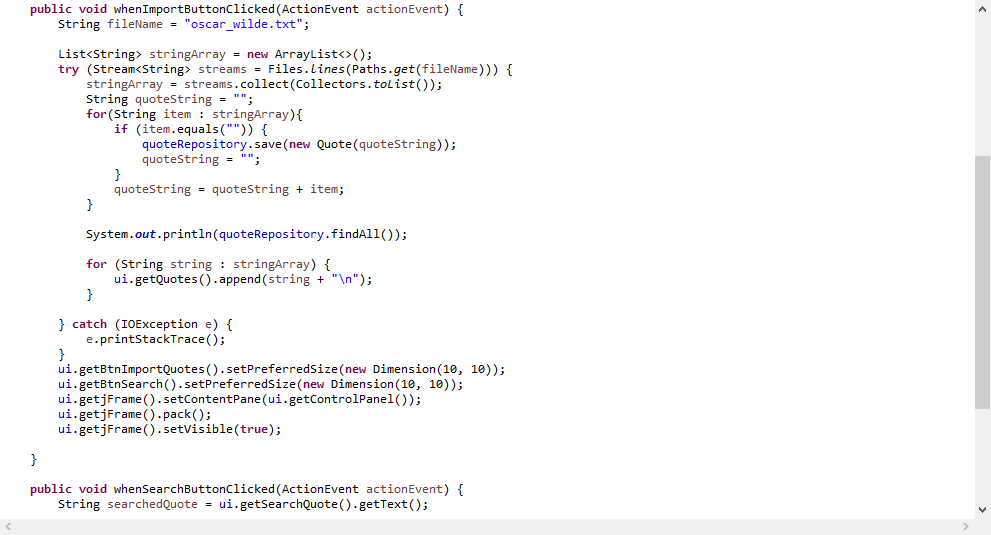 public void whenImportButtonClicked(ActionEvent actionEvent) {
    String fileName = "oscar_wilde.txt";
    List<String> stringArray = new ArrayList<>();
    try (Stream<String> streams = Files.lines(Paths.get(fileName))) {
        stringArray = streams.collect(Collectors.toList());
        String quoteString = "";
        for(String item : stringArray){
            if (item.equals("")) {
                quoteRepository.save(new Quote(quoteString));
                quoteString = "";
            }
            quoteString = quoteString + item;
        }
        System.out.println(quoteRepository.findAll());
        for (String string : stringArray) {
            ui.getQuotes().append(string + "\n");
        }
    } catch (IOException e) {
        e.printStackTrace();
    }
    ui.getBtnImportQuotes().setPreferredSize(new Dimension(10, 10));
    ui.getBtnSearch().setPreferredSize(new Dimension(10, 10));
    ui.getjFrame().setContentPane(ui.getControlPanel());
    ui.getjFrame().pack();
    ui.getjFrame().setVisible(true);
}
public void whenSearchButtonClicked(ActionEvent actionEvent) {
    String searchedQuote = ui.getSearchQuote().getText();